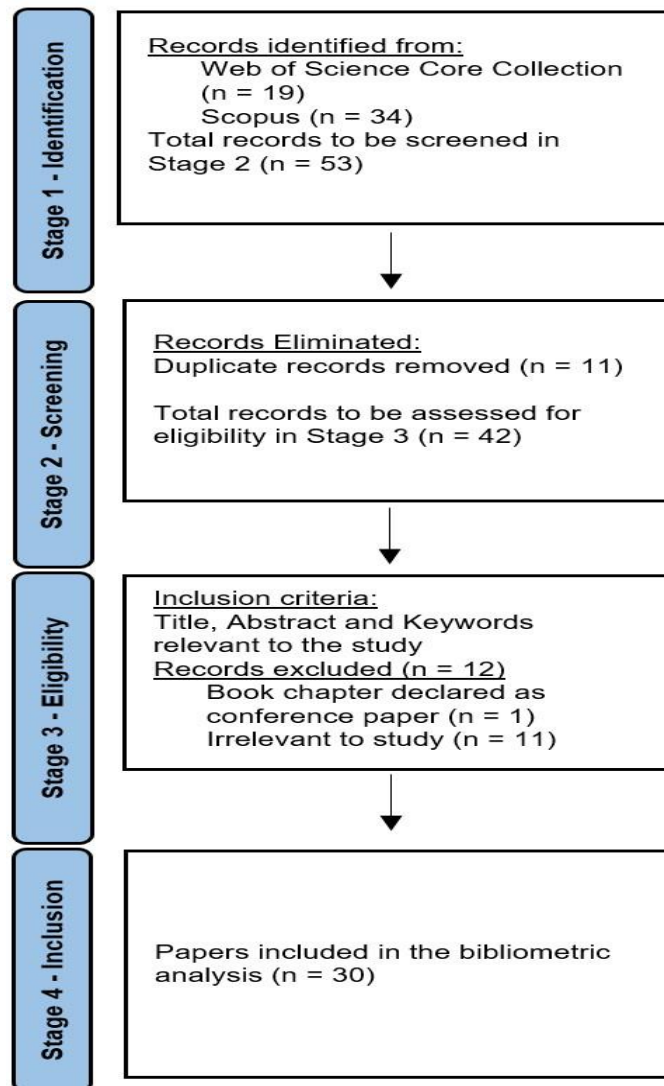 Stage 1 - Identification
Records identified from:
Web of Science Core Collection
(n = 19)
Scopus (n = 34)
Total records to be screened in
Stage 2 (n = 53)
Stage 2 - Screening
Records Eliminated:
Duplicate records removed (n = 11)
Total records to be assessed for
eligibility in Stage 3 (n = 42)
Stage 3 - Eligibility
Inclusion criteria:
Title, Abstract and Keywords
relevant to the study
Records excluded (n = 12)
Book chapter declared as
conference paper (n = 1)
Irrelevant to study (n = 11)
Stage 4 - Inclusion
Papers included in the bibliometric
analysis (n = 30)